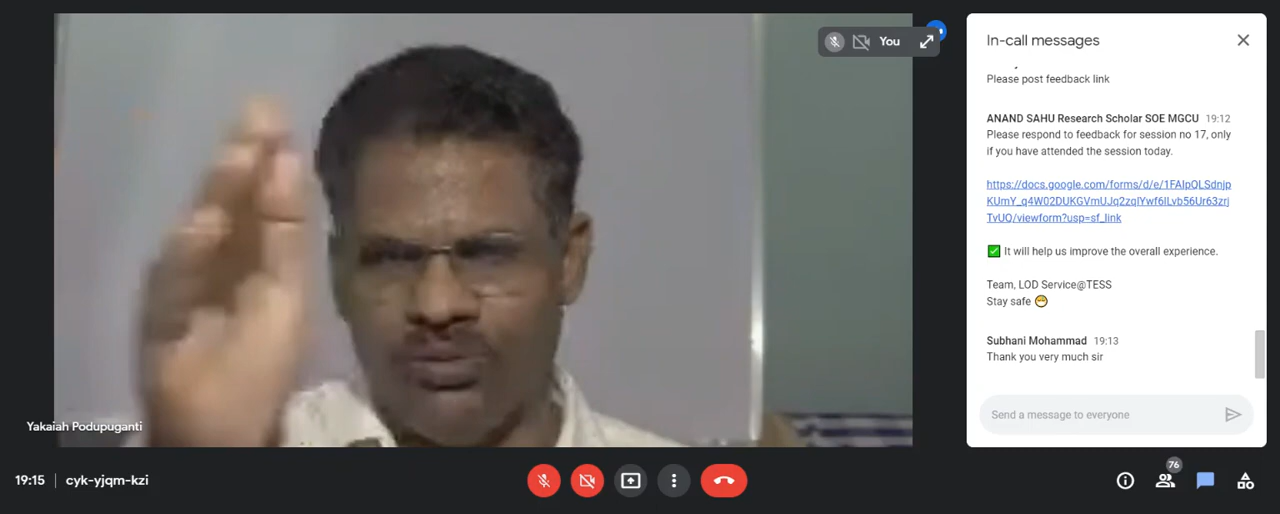 You
Yakaiah Podupuganti
19:15 | cyk-yjqm-kzi
In-call messages
Please post feedback link
ANAND SAHU Research Scholar SOE MGCU 19:12
Please respond to feedback for session no 17, only
if you have attended the session today.
https://docs.google.com/forms/d/e/1FAIpQLSdnjp
KUmY_q4W02DUKGVmUJq2zqIYwf6ILvb56Ur63zrj
TvUQ/viewform?usp=sf_link
✅ It will help us improve the overall experience.
Team, LOD Service@TESS
Stay safe 😁
Subhani Mohammad 19:13
Thank you very much sir
Send a message to everyone
76